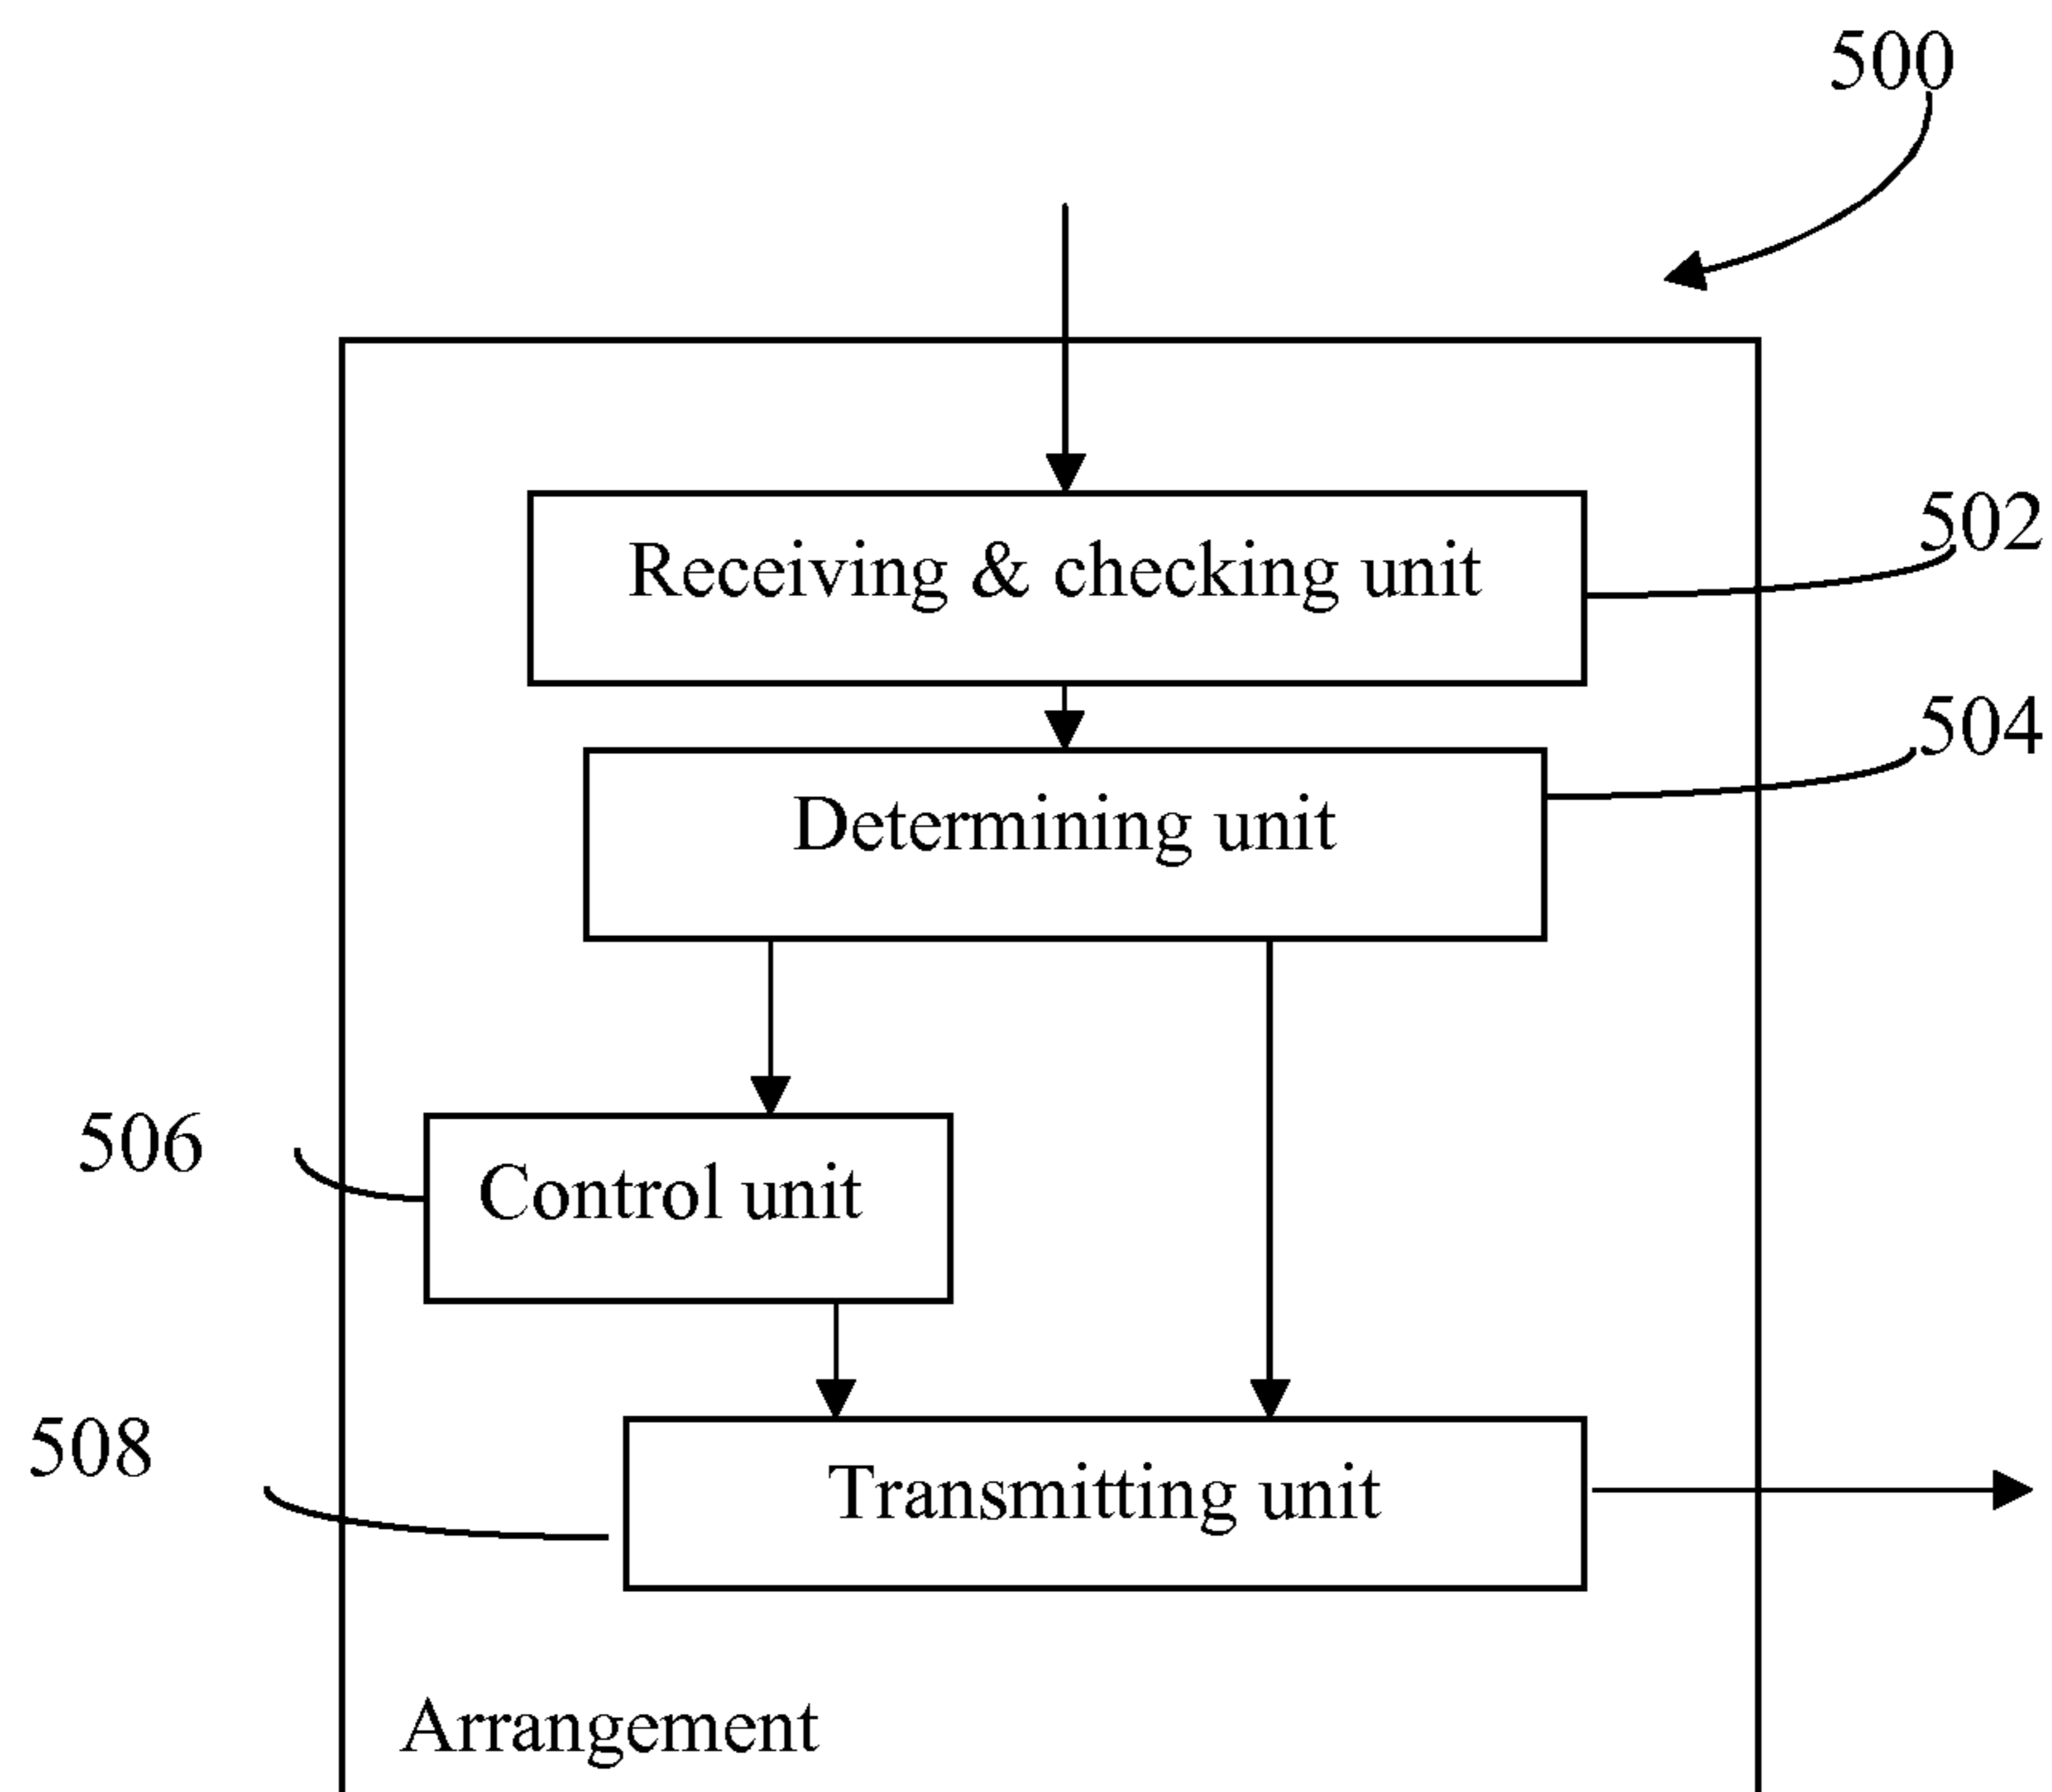 500
Receiving & checking unit
502
504
Determining unit
506
Control unit
508
Transmitting unit
Arrangement